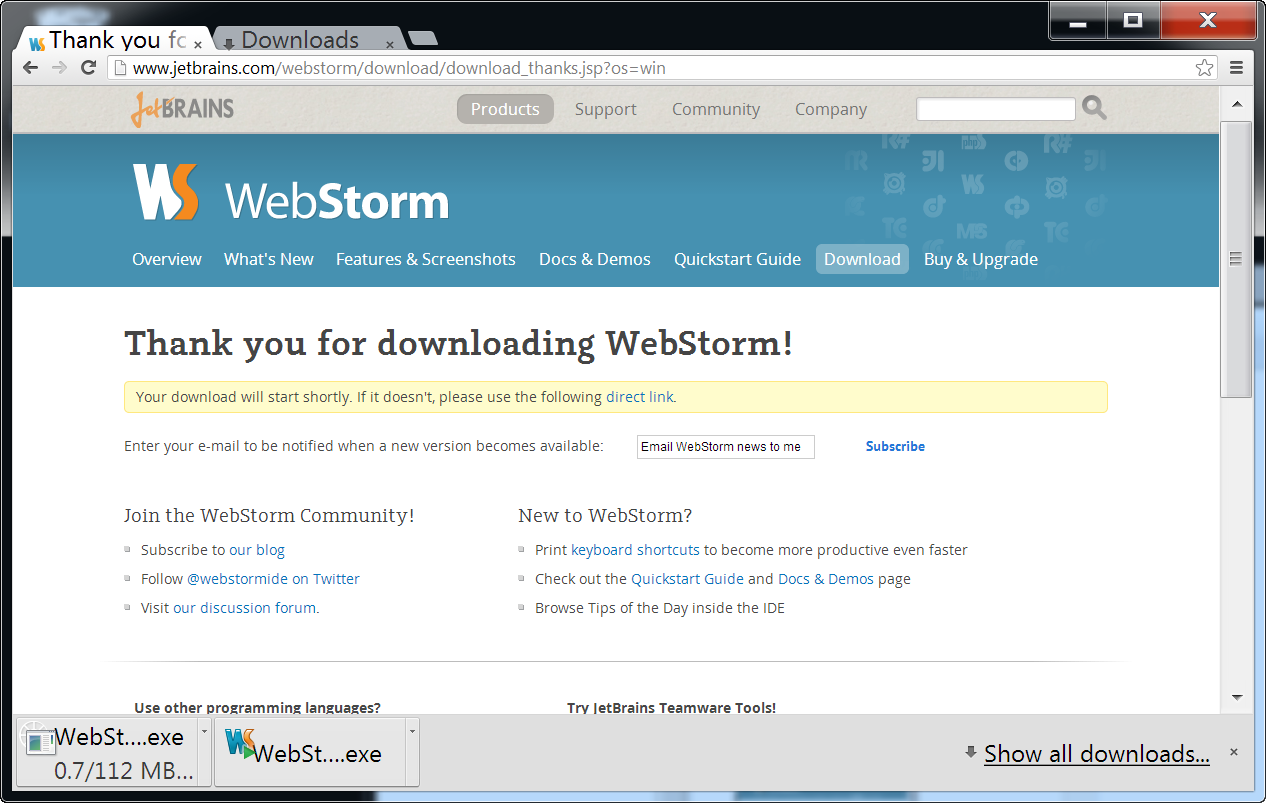 Thank you fo
Downloads
www.jetbrains.com/webstorm/download/download_thanks.jsp?os=win
JetBRAINS
Products Support Community Company
WS WebStorm
Overview What's New Features & Screenshots Docs & Demos Quickstart Guide Download Buy & Upgrade
Thank you for downloading WebStorm!
Your download will start shortly. If it doesn't, please use the following direct link.
Enter your e-mail to be notified when a new version becomes available: Email WebStorm news to me Subscribe
Join the WebStorm Community!
Subscribe to our blog
Follow @webstormide on Twitter
Visit our discussion forum.
New to WebStorm?
Print keyboard shortcuts to become more productive even faster
Check out the Quickstart Guide and Docs & Demos page
Browse Tips of the Day inside the IDE
Use other programming languages?
Try JetBrains Teamware Tools!
WebSt....exe
0.7/112 MB...
WebSt....exe
Show all downloads...